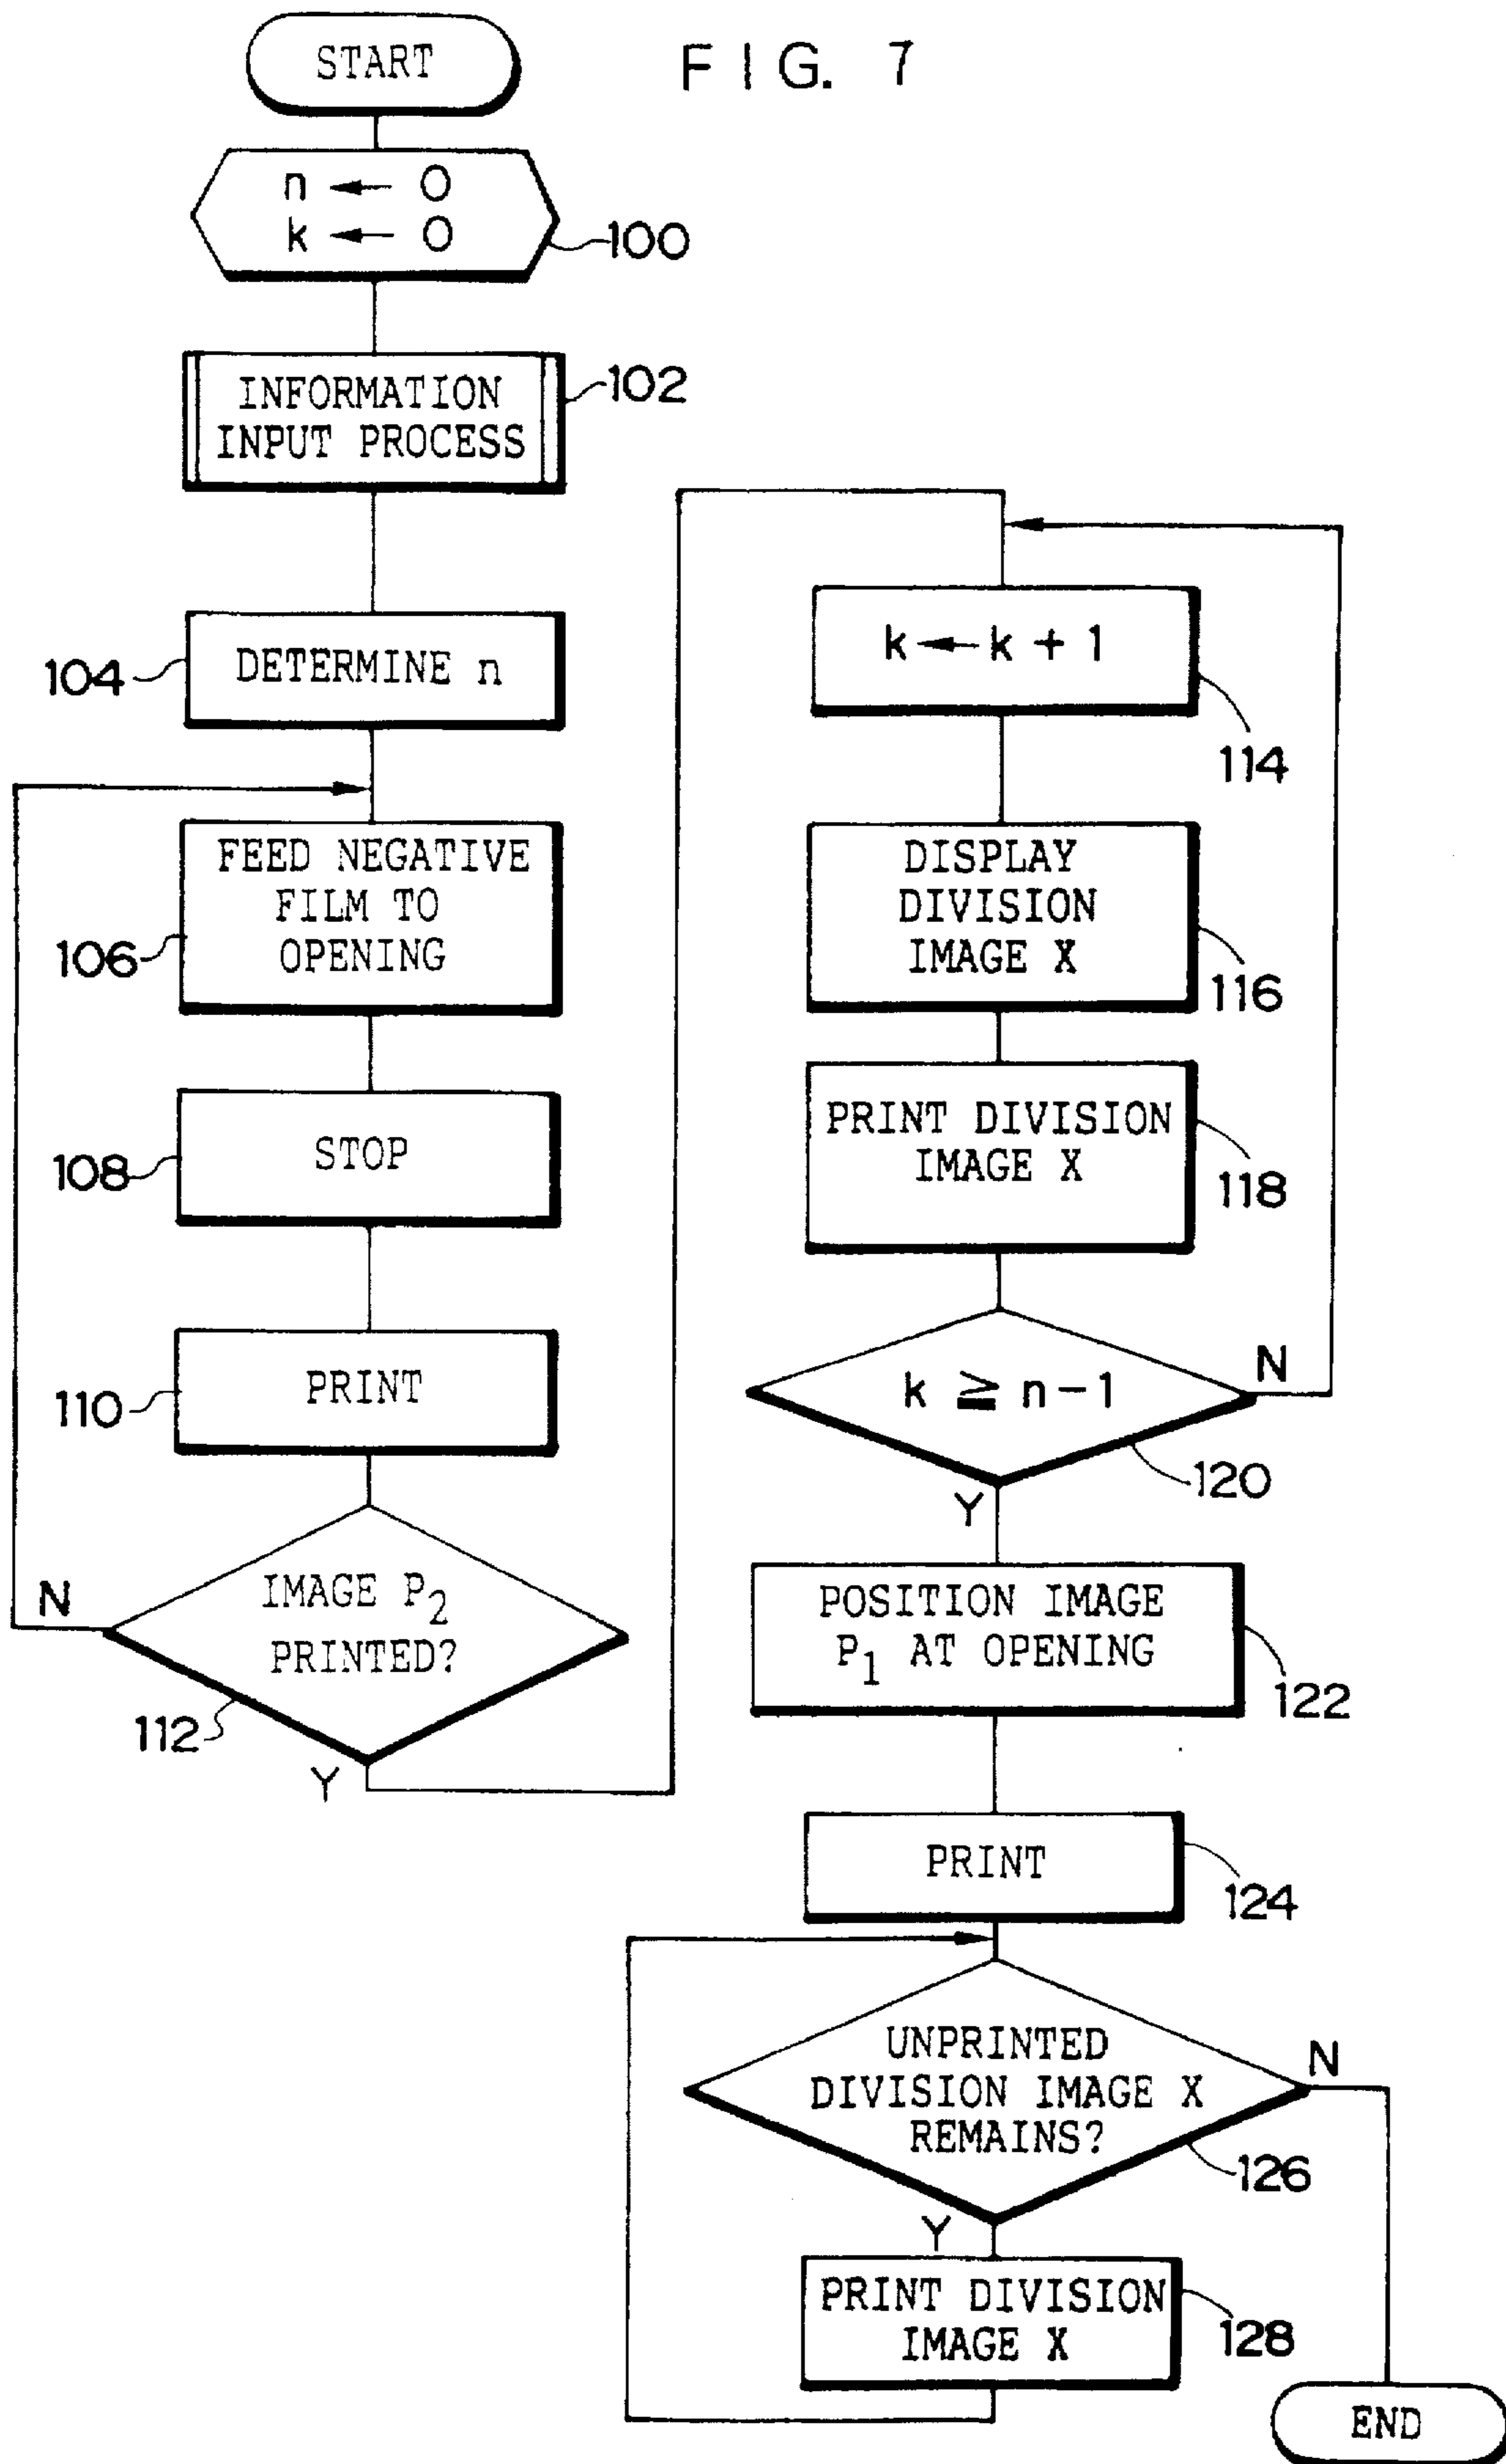 FIG. 7
START
n ← 0
k ← 0
100
INFORMATION
INPUT PROCESS
102
DETERMINE n
104
FEED NEGATIVE
FILM TO
OPENING
106
STOP
108
PRINT
110
IMAGE P2
PRINTED?
N
112
Y
k ← k + 1
114
DISPLAY
DIVISION
IMAGE X
116
PRINT DIVISION
IMAGE X
118
k ≧ n-1
N
120
Y
POSITION IMAGE
P1 AT OPENING
122
PRINT
124
UNPRINTED
DIVISION IMAGE X
REMAINS?
N
126
Y
PRINT DIVISION
IMAGE X
128
END